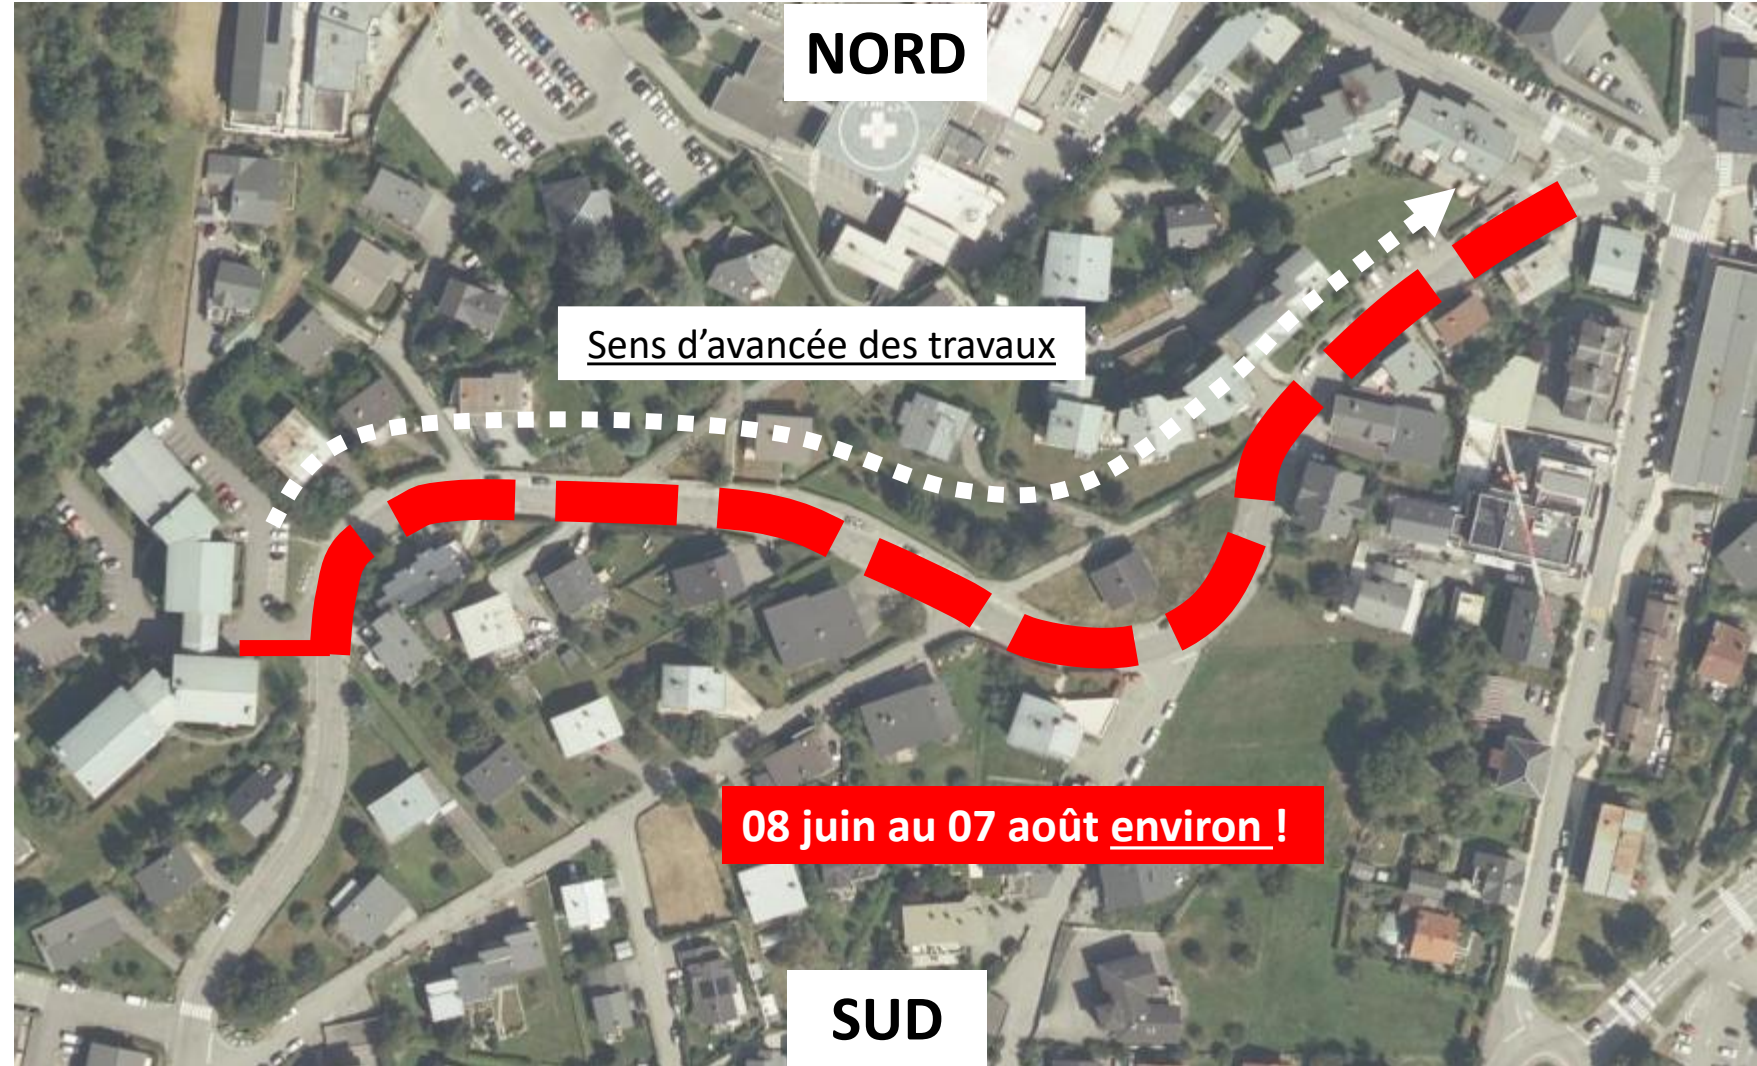 NORD
Sens d’avancée des travaux
08 juin au 07 août environ !
SUD